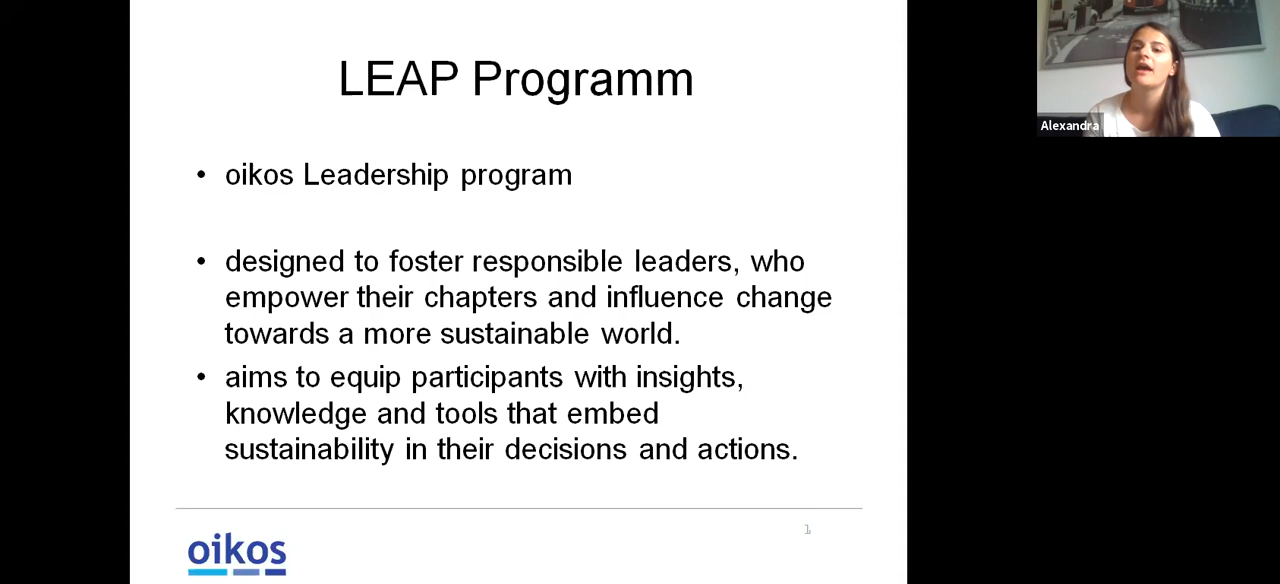 LEAP Programm
• oikos Leadership program
• designed to foster responsible leaders, who
empower their chapters and influence change
towards a more sustainable world.
• aims to equip participants with insights,
knowledge and tools that embed
sustainability in their decisions and actions.
1
oikos
Alexandra